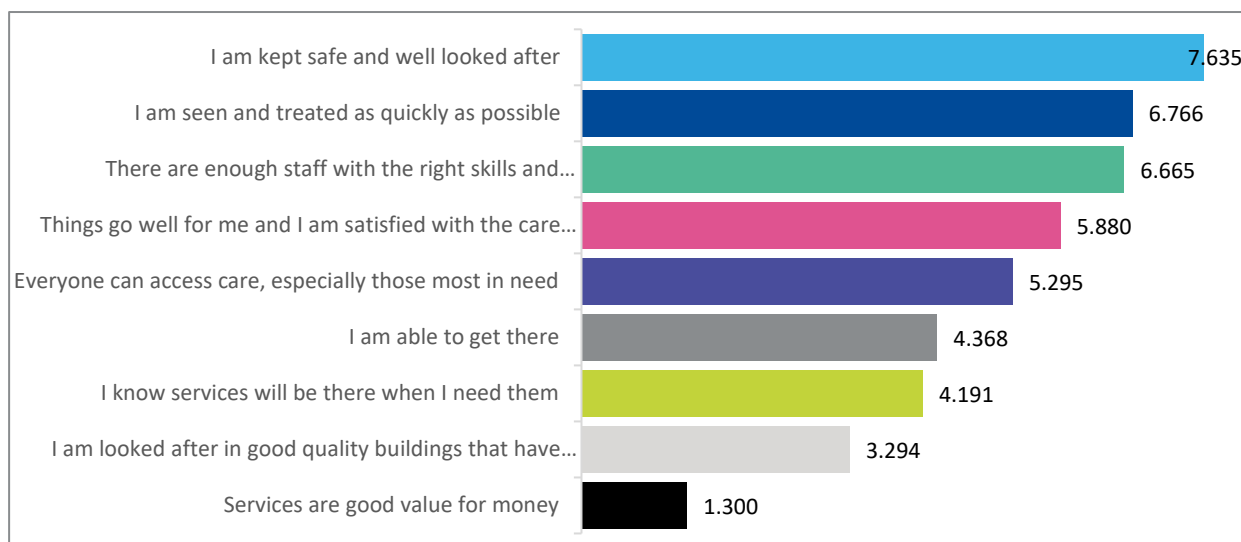 I am kept safe and well looked after 7.635
I am seen and treated as quickly as possible 6.766
There are enough staff with the right skills and... 6.665
Things go well for me and I am satisfied with the care... 5.880
Everyone can access care, especially those most in need 5.295
I am able to get there 4.368
I know services will be there when I need them 4.191
I am looked after in good quality buildings that have... 3.294
Services are good value for money 1.300